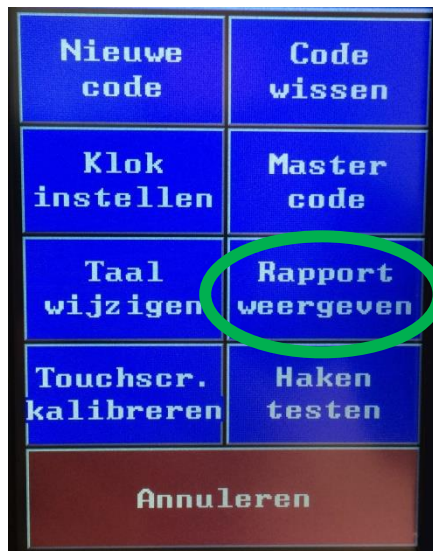 Nieuwe
code
Code
wissen
Klok
instellen
Master
code
Taal
wijzigen
Rapport
weergeven
Touchscr.
kalibreren
Haken
testen
Annuleren